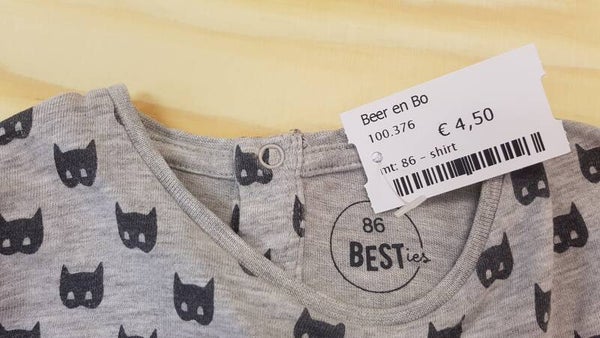 Beer en Bo
100.376
€ 4,50
mt: 86 - shirt
86
BESTies